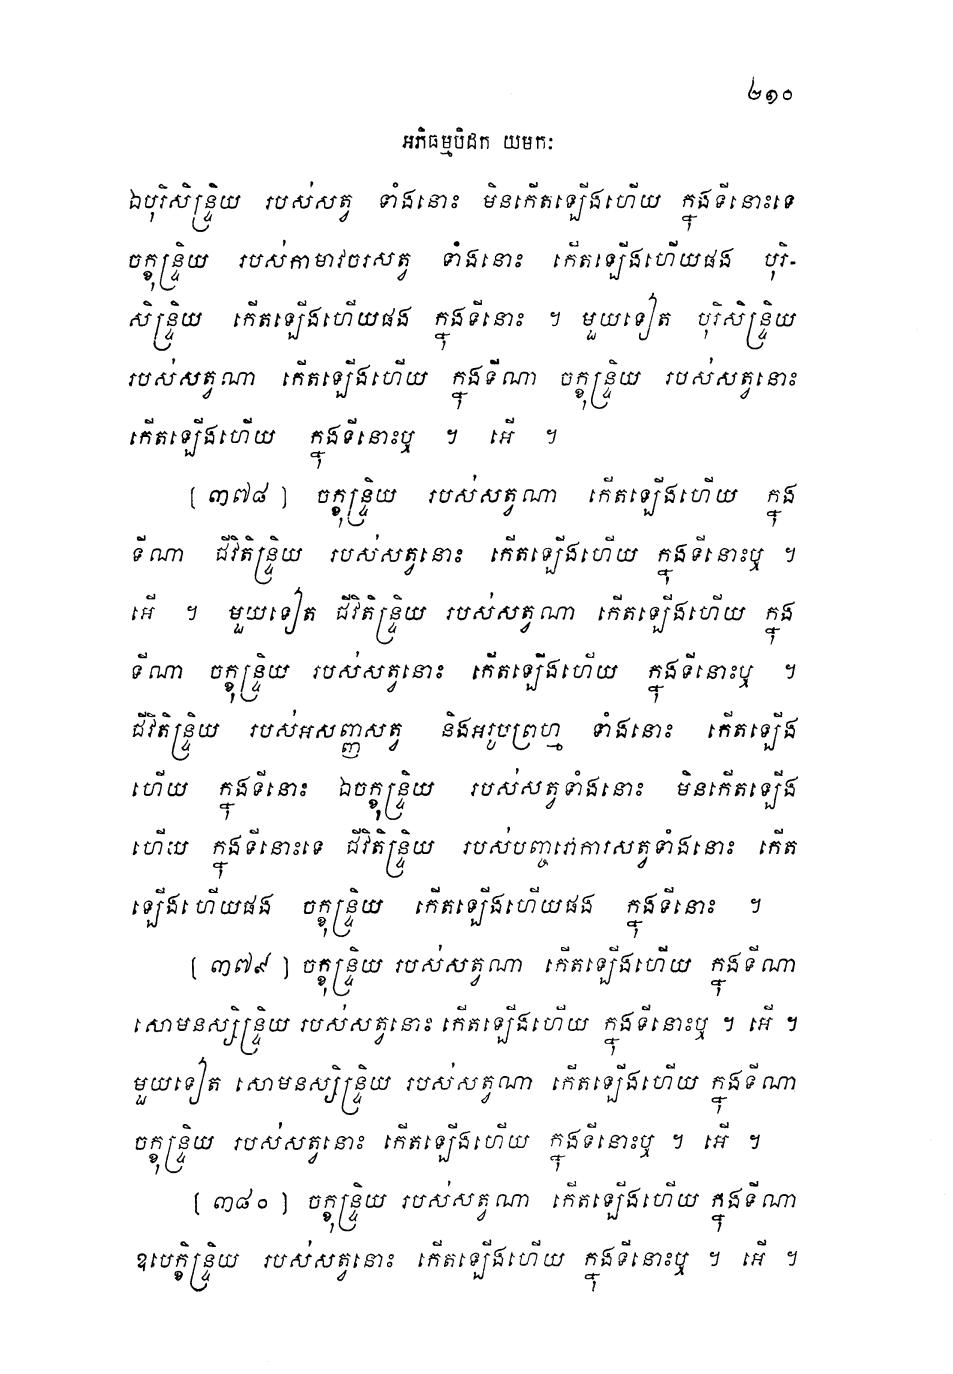 ២១០
អភិធម្មបិដក យមកៈ
ឯបុរិសិន្ទ្រិយ របស់សត្វ ទាំងនោះ មិនកើតឡើងហើយ ក្នុងទីនោះទេ
ចក្ខុន្ទ្រិយ របស់កាមាវចរសត្វ ទាំងនោះ កើតឡើងហើយផង បុរិ-
សិន្ទ្រិយ កើតឡើងហើយផង ក្នុងទីនោះ ។ មួយទៀត បុរិសិន្ទ្រិយ
របស់សត្វណា កើតឡើងហើយ ក្នុងទីណា ចក្ខុន្ទ្រិយ របស់សត្វនោះ
កើតឡើងហើយ ក្នុងទីនោះឬ ។ អើ ។
[ ៣៧៨ ] ចក្ខុន្ទ្រិយ របស់សត្វណា កើតឡើងហើយ ក្នុង
ទីណា ជីវិតិន្ទ្រិយ របស់សត្វនោះ កើតឡើងហើយ ក្នុងទីនោះឬ ។
អើ ។ មួយទៀត ជីវិតិន្ទ្រិយ របស់សត្វណា កើតឡើងហើយ ក្នុង
ទីណា ចក្ខុន្ទ្រិយ របស់សត្វនោះ កើតឡើងហើយ ក្នុងទីនោះឬ ។
ជីវិតិន្ទ្រិយ របស់អសញ្ញសត្វ និងអរូបព្រហ្ម ទាំងនោះ កើតឡើង
ហើយ ក្នុងទីនោះ ឯចក្ខុន្ទ្រិយ របស់សត្វទាំងនោះ មិនកើតឡើង
ហើយ ក្នុងទីនោះទេ ជីវិតិន្ទ្រិយ របស់បញ្ចវោការសត្វទាំងនោះ កើត
ឡើងហើយផង ចក្ខុន្ទ្រិយ កើតឡើងហើយផង ក្នុងទីនោះ ។
[ ៣៧៩ ] ចក្ខុន្ទ្រិយ របស់សត្វណា កើតឡើងហើយ ក្នុងទីណា
សោមនស្សិន្ទ្រិយ របស់សត្វនោះ កើតឡើងហើយ ក្នុងទីនោះឬ ។ អើ ។
មួយទៀត សោមនស្សិន្ទ្រិយ របស់សត្វណា កើតឡើងហើយ ក្នុងទីណា
ចក្ខុន្ទ្រិយ របស់សត្វនោះ កើតឡើងហើយ ក្នុងទីនោះឬ ។ អើ ។
[ ៣៨០ ] ចក្ខុន្ទ្រិយ របស់សត្វណា កើតឡើងហើយ ក្នុងទីណា
ឧបេក្ខិន្ទ្រិយ របស់សត្វនោះ កើតឡើងហើយ ក្នុងទីនោះឬ ។ អើ ។